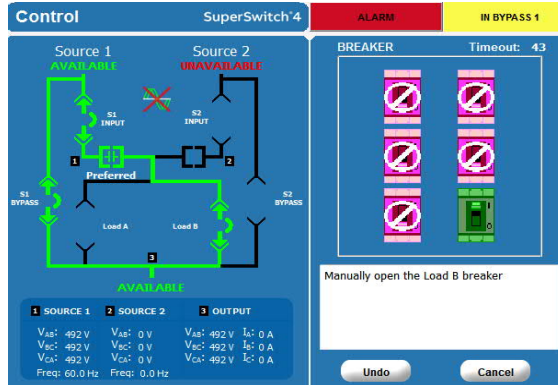 Control
SuperSwitch®4
ALARM
IN BYPASS 1
Source 1
AVAILABLE
Source 2
UNAVAILABLE
S1
INPUT
S2
INPUT
1
2
Preferred
S1
BYPASS
S2
BYPASS
Load A
Load B
3
AVAILABLE
1 SOURCE 1
VAB: 492 V
VBC: 492 V
VCA: 492 V
Freq: 60.0 Hz
2 SOURCE 2
VAB: 0 V
VBC: 0 V
VCA: 0 V
Freq: 0.0 Hz
3 OUTPUT
VAB: 492 V IA: 0 A
VBC: 492 V IB: 0 A
VCA: 492 V IC: 0 A
BREAKER
Timeout: 43
I
O
Manually open the Load B breaker
Undo
Cancel